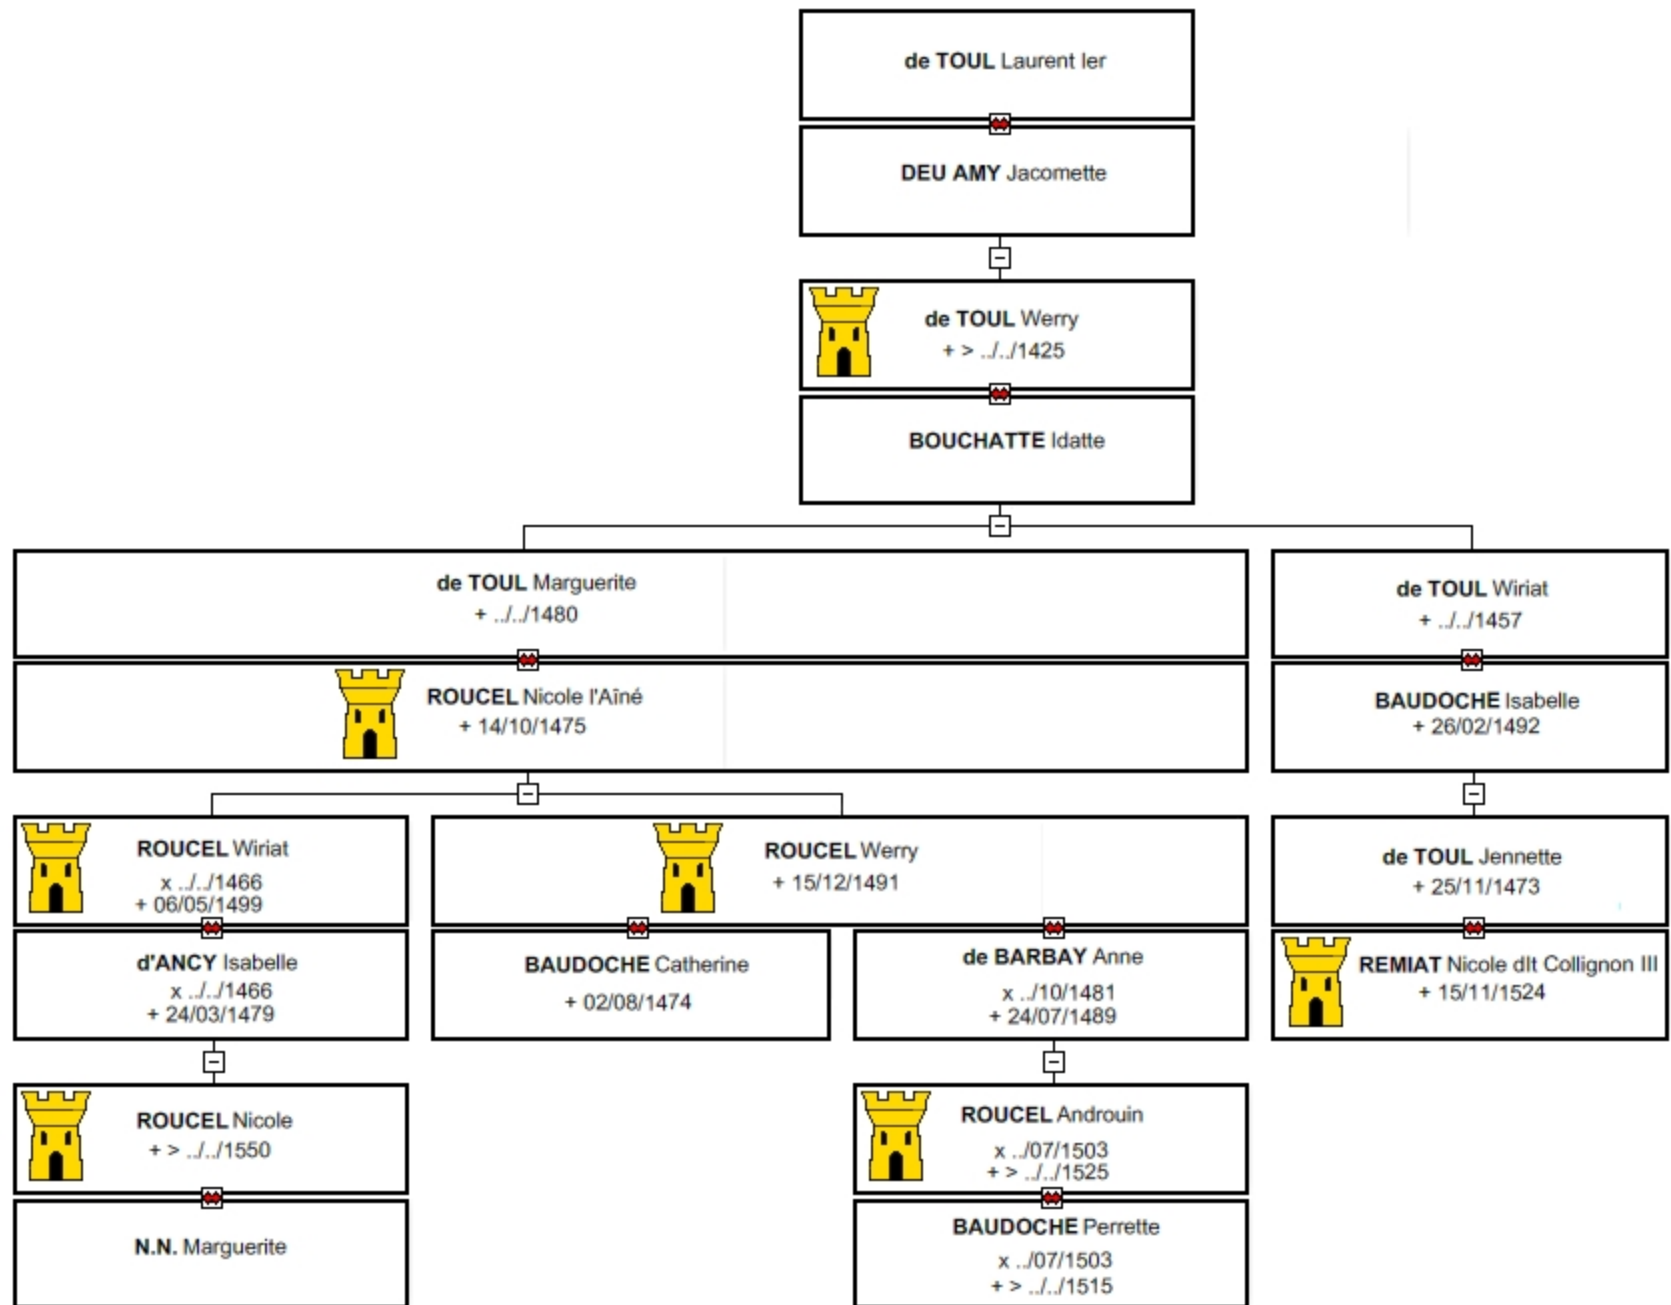 de TOUL Laurent Ier
DEU AMY Jacomette
de TOUL Werry
+ > ../../1425
BOUCHATTE Idatte
de TOUL Marguerite
+ ../../1480
ROUCEL Nicole l'Aîné
+ 14/10/1475
de TOUL Wiriat
+ ../../1457
BAUDOCHE Isabelle
+ 26/02/1492
ROUCEL Wiriat
x ../../1466
+ 06/05/1499
d'ANCY Isabelle
x ../../1466
+ 24/03/1479
ROUCEL Werry
+ 15/12/1491
BAUDOCHE Catherine
+ 02/08/1474
de BARBAY Anne
x ../10/1481
+ 24/07/1489
de TOUL Jennette
+ 25/11/1473
REMIAT Nicole dIt Collignon III
+ 15/11/1524
ROUCEL Nicole
+ > ../../1550
N.N. Marguerite
ROUCEL Androuin
x ../07/1503
+ > ../../1525
BAUDOCHE Perrette
x ../07/1503
+ > ../../1515